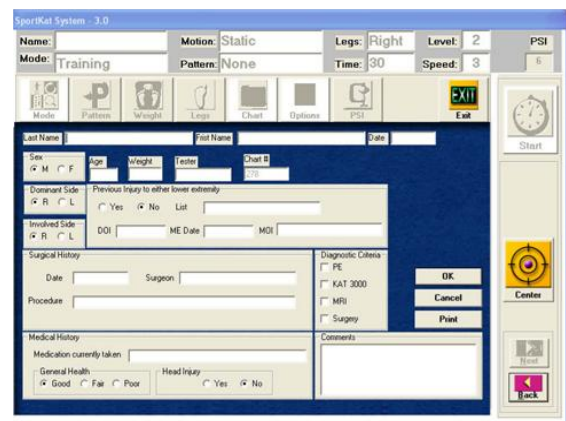 SportKat System - 3.0
Name: Motion: Static Legs: Right Level: 2 PSI
Mode: Training Pattern: None Time: 30 Speed: 3 6
Mode Pattern Weight Legs Chart Options PSI Exit
EXIT
Start
Last Name Frist Name Date
Sex Age Weight Tester Chart #
M F 278
Dominant Side Previous Injury to either lower extremity
R L Yes No List
Involved Side DOI ME Date MOI
R L
Surgical History Diagnostic Criteria
PE
Date Surgeon KAT 3000 OK
Procedure MRI Cancel Center
Surgery Print
Medical History Comments
Medication currently taken
General Health Head Injury
Good Fair Poor Yes No
Next
Back